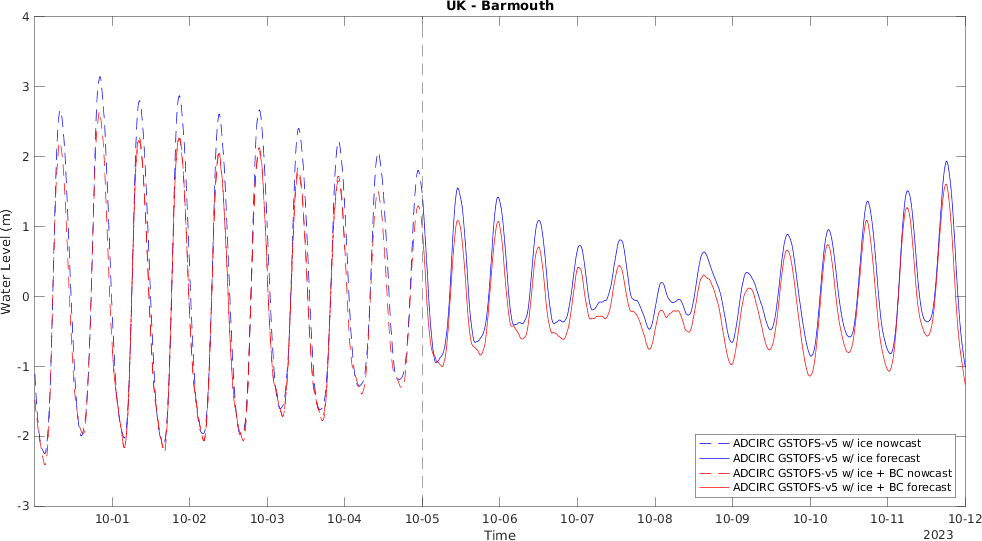 UK - Barmouth
4
3
2
1
0
-1
-2
-3
Water Level (m)
ADCIRC GSTOFS-v5 w/ ice nowcast
ADCIRC GSTOFS-v5 w/ ice forecast
ADCIRC GSTOFS-v5 w/ ice + BC nowcast
ADCIRC GSTOFS-v5 w/ ice + BC forecast
10-01 10-02 10-03 10-04 10-05 10-06 10-07 10-08 10-09 10-10 10-11 10-12
Time
2023